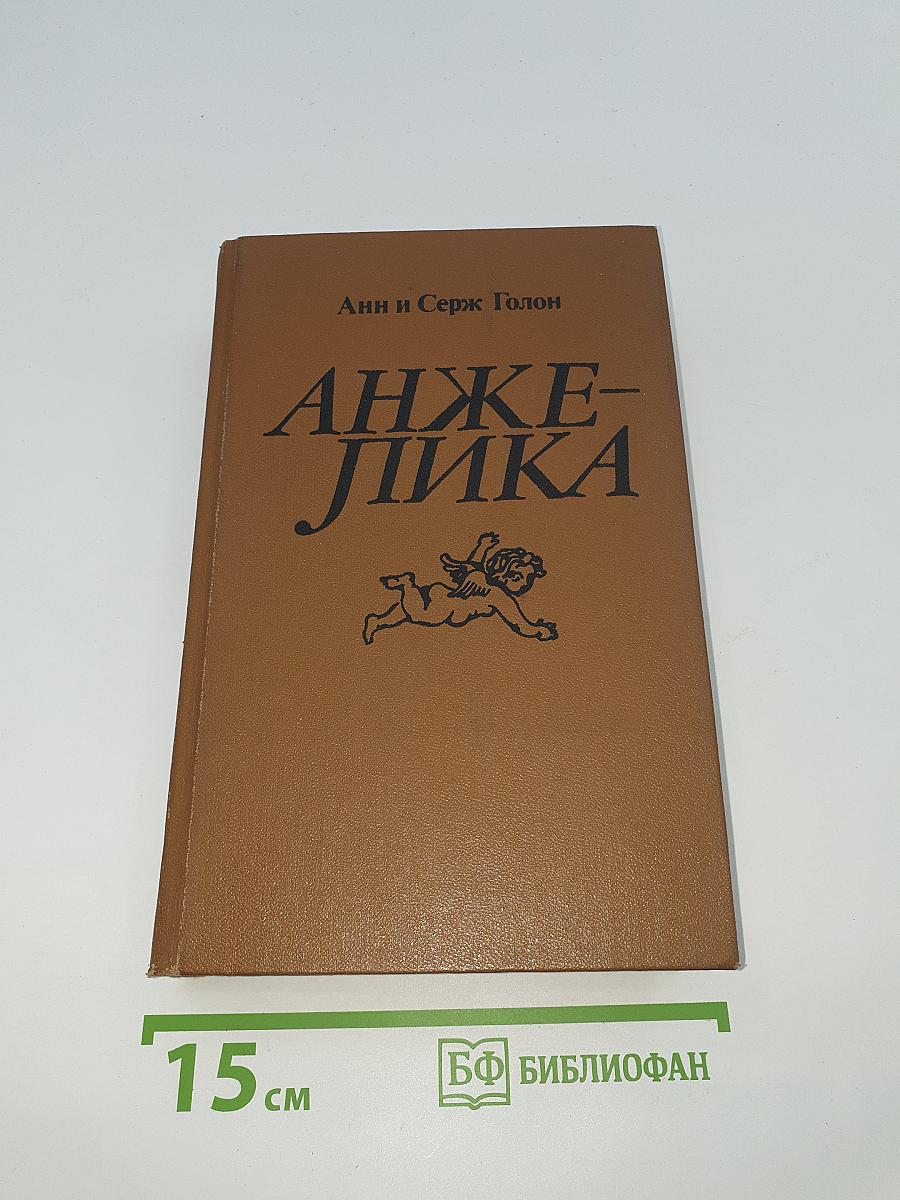 Анн и Серж Голон
АНЖЕ-
ЛИКА
15 см
БФ БИБЛИОФАН